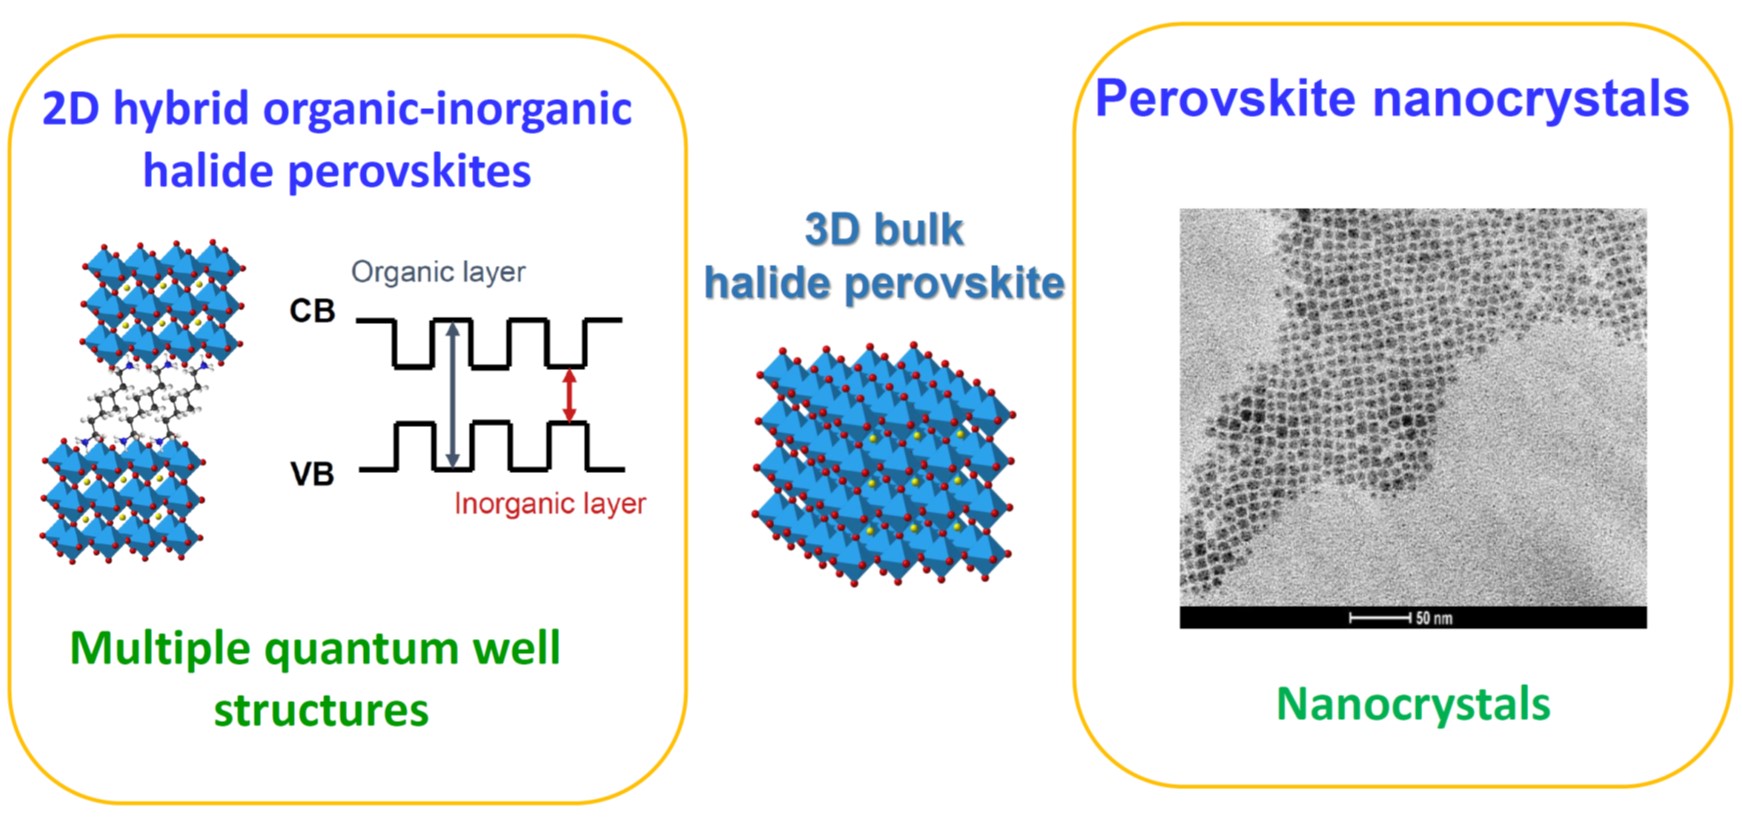 2D hybrid organic-inorganic
halide perovskites
Organic layer
CB
VB
Inorganic layer
Multiple quantum well
structures
3D bulk
halide perovskite
Perovskite nanocrystals
50 nm
Nanocrystals